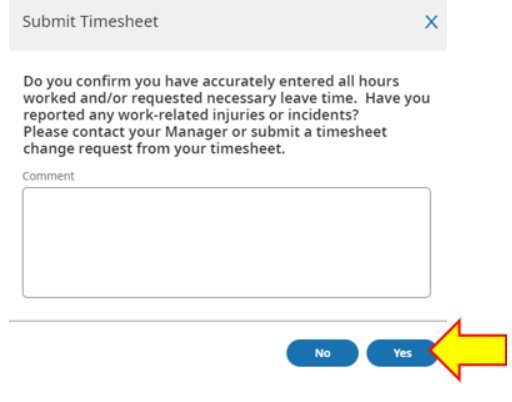 Submit Timesheet X
Do you confirm you have accurately entered all hours
worked and/or requested necessary leave time. Have you
reported any work-related injuries or incidents?
Please contact your Manager or submit a timesheet
change request from your timesheet.
Comment
No Yes